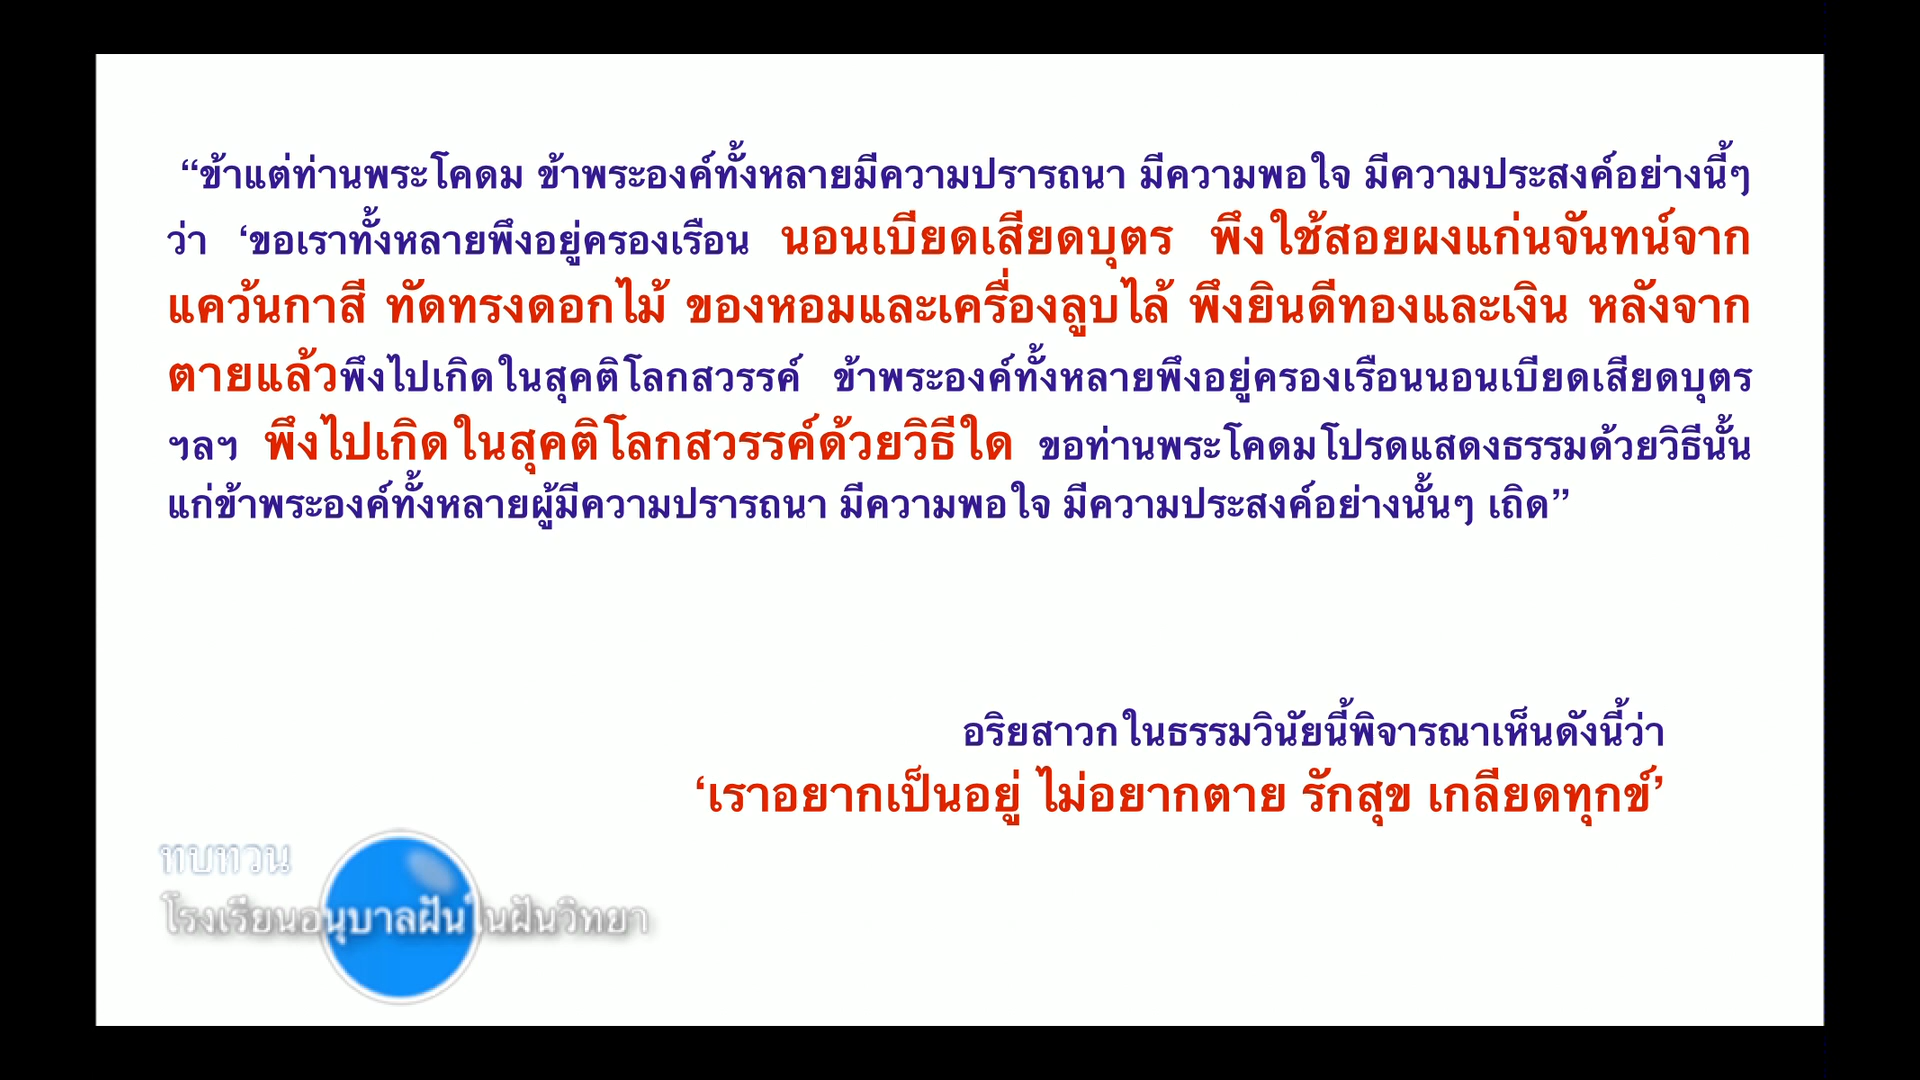 “ข้าแต่ท่านพระโคดม ข้าพระองค์ทั้งหลายมีความปรารถนา มีความพอใจ มีความประสงค์อย่างนี้ๆ
ว่า ‘ขอเราทั้งหลายพึงอยู่ครองเรือน นอนเบียดเสียดบุตร พึงใช้สอยผงแก่นจันทน์จาก
แคว้นกาสี ทัดทรงดอกไม้ ของหอมและเครื่องลูบไล้ พึงยินดีทองและเงิน หลังจาก
ตายแล้วพึงไปเกิดในสุคติโลกสวรรค์ ข้าพระองค์ทั้งหลายพึงอยู่ครองเรือนนอนเบียดเสียดบุตร
ฯลฯ พึงไปเกิดในสุคติโลกสวรรค์ด้วยวิธีใด ขอท่านพระโคดมโปรดแสดงธรรมด้วยวิธีนั้น
แก่ข้าพระองค์ทั้งหลายผู้มีความปรารถนา มีความพอใจ มีความประสงค์อย่างนั้นๆ เถิด”
อริยสาวกในธรรมวินัยนี้พิจารณาเห็นดังนี้ว่า
‘เราอยากเป็นอยู่ ไม่อยากตาย รักสุข เกลียดทุกข์’
ทบทวน
โรงเรียนอนุบาลฝันในฝันวิทยา